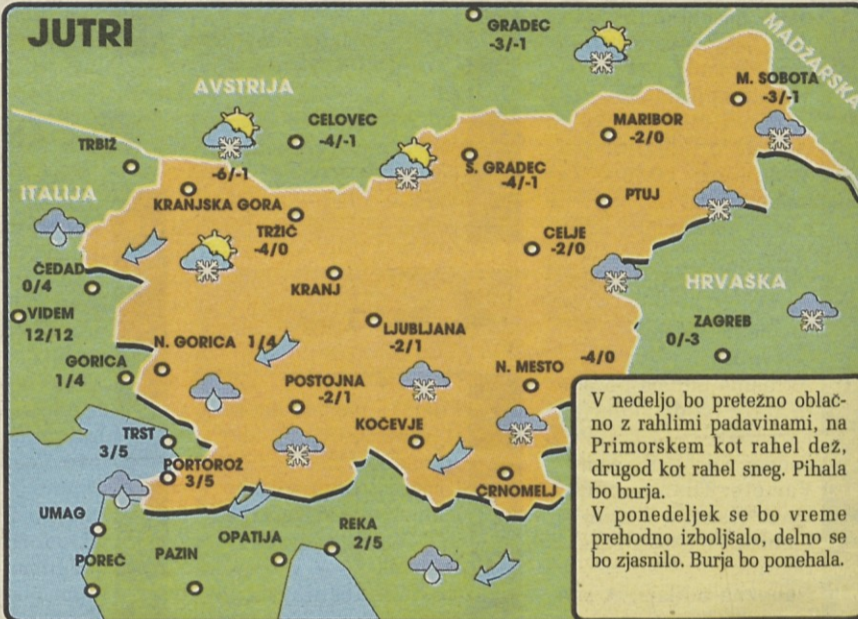 JUTRI
GRADEC
-3/-1
MADŽARSKA
AVSTRIJA
M. SOBOTA
-3/-1
CELOVEC
-4/-1
MARIBOR
-2/0
TRBIŽ
-6/-1
S. GRADEC
-4/-1
ITALIJA
KRANJSKA GORA
PTUJ
TRŽIČ
-4/0
CELJE
-2/0
ČEDAD
0/4
KRANJ
HRVAŠKA
VIDEM
12/12
LJUBLJANA
-2/1
ZAGREB
0/-3
N. GORICA 1/4
GORICA
1/4
N. MESTO -4/0
POSTOJNA
-2/1
KOČEVJE
TRST
3/5
PORTOROŽ
3/5
ČRNOMELJ
UMAG
OPATIJA
REKA
2/5
POREČ
PAZIN
V nedeljo bo pretežno oblač-
no z rahlimi padavinami, na
Primorskem kot rahel dež,
drugod kot rahel sneg. Pihala
bo burja.
V ponedeljek se bo vreme
prehodno izboljšalo, delno se
bo zjasnilo. Burja bo ponehala.